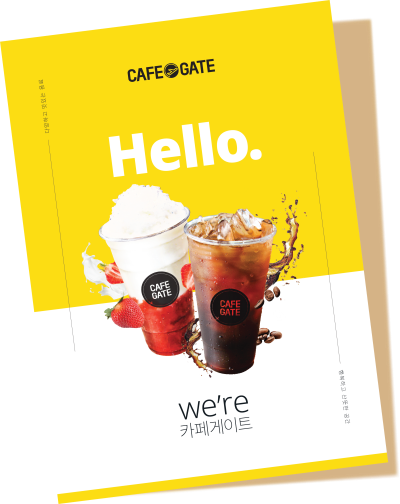 CAFE GATE
Hello.
CAFE
GATE
CAFE
GATE
we're
카페게이트